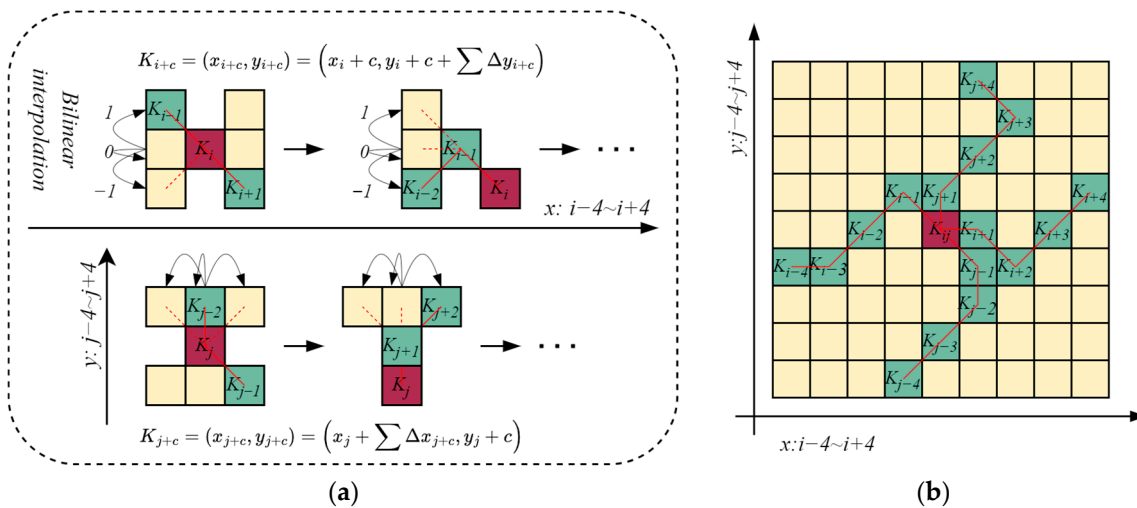 Bilinear
interpolation
K_{i+c} = (x_{i+c}, y_{i+c}) = (x_i + c, y_i + c + ∑ Δy_{i+c})
1
0
−1
K_{i−1}
K_i
K_{i+1}
1
0
−1
K_{i−1}
K_{i−2}
K_i
· · ·
x: i−4~i+4
y: j−4~j+4
K_{j−2}
K_j
K_{j−1}
K_{j+2}
K_{j+1}
K_j
· · ·
K_{j+c} = (x_{j+c}, y_{j+c}) = (x_j + ∑ Δx_{j+c}, y_j + c)
(a)
y:j−4~j+4
K_{j+4}
K_{j+3}
K_{j+2}
K_{i−1} K_{j+1} K_{i+4}
K_{i−2} K_{ij} K_{i+1} K_{i+3}
K_{i−4} K_{i−3} K_{j−1} K_{i+2}
K_{j−2}
K_{j−3}
K_{j−4}
x:i−4~i+4
(b)